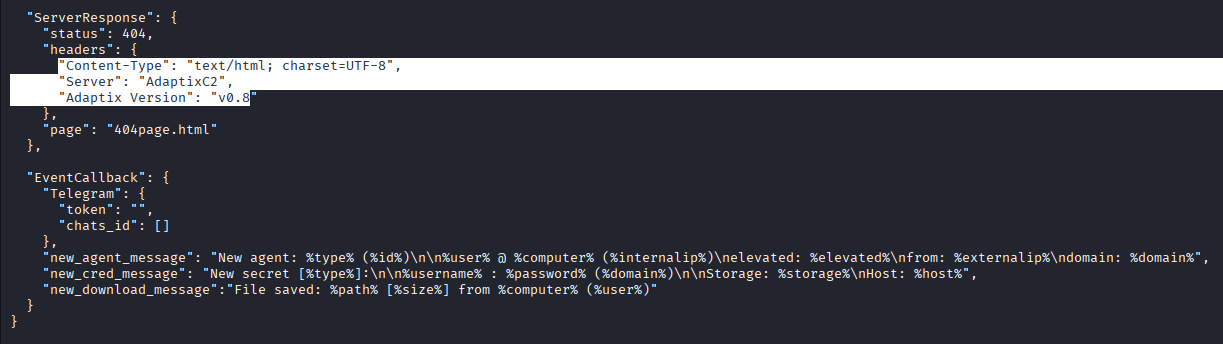 "ServerResponse": {
"status": 404,
"headers": {
"Content-Type": "text/html; charset=UTF-8",
"Server": "AdaptixC2",
"Adaptix Version": "v0.8"
},
"page": "404page.html"
},
"EventCallback": {
"Telegram": {
"token": "",
"chats_id": []
},
"new_agent_message": "New agent: %type% (%id%)\n\n%user% @ %computer% (%internalip%)\nelevated: %elevated%\nfrom: %externalip%\ndomain: %domain%",
"new_cred_message": "New secret [%type%]:\n\n%username% : %password% (%domain%)\n\nStorage: %storage%\nHost: %host%",
"new_download_message":"File saved: %path% [%size%] from %computer% (%user%)"
}
}